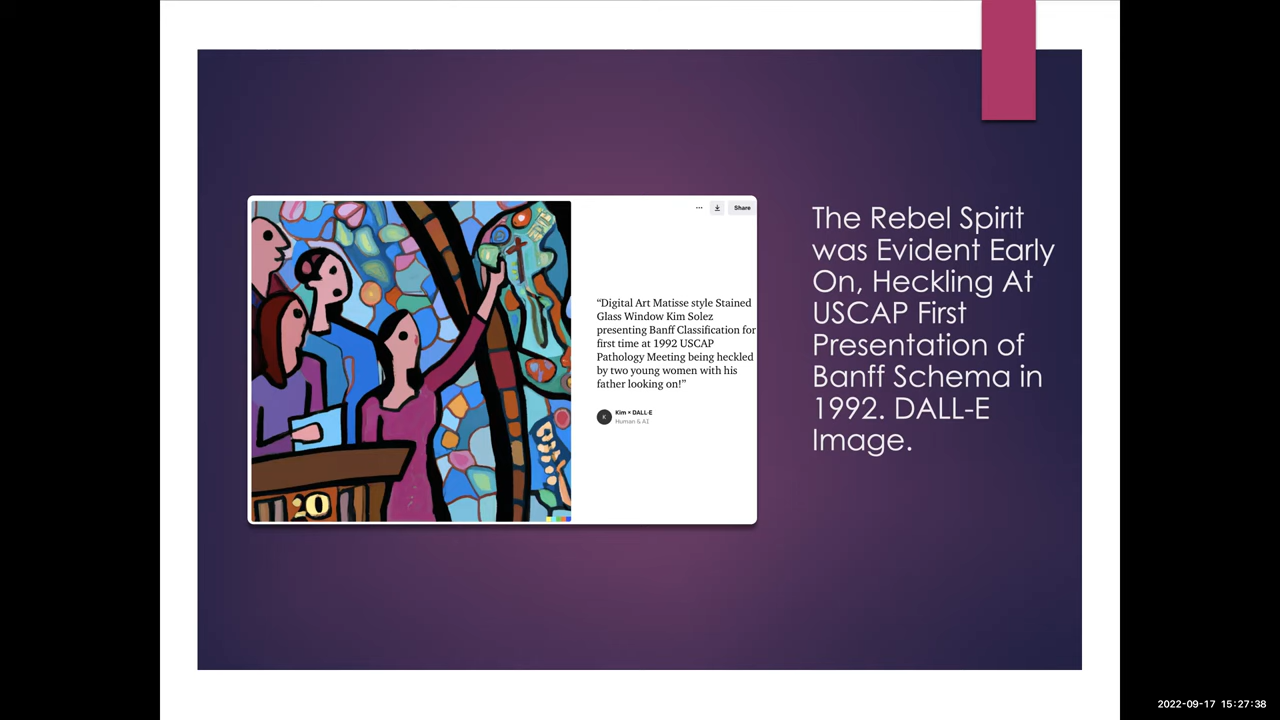 ... Share
“Digital Art Matisse style Stained
Glass Window Kim Solez
presenting Banff Classification for
first time at 1992 USCAP
Pathology Meeting being heckled
by two young women with his
father looking on!”
K
Kim × DALL·E
Human & AI
20
The Rebel Spirit
was Evident Early
On, Heckling At
USCAP First
Presentation of
Banff Schema in
1992. DALL-E
Image.
2022-09-17 15:27:38